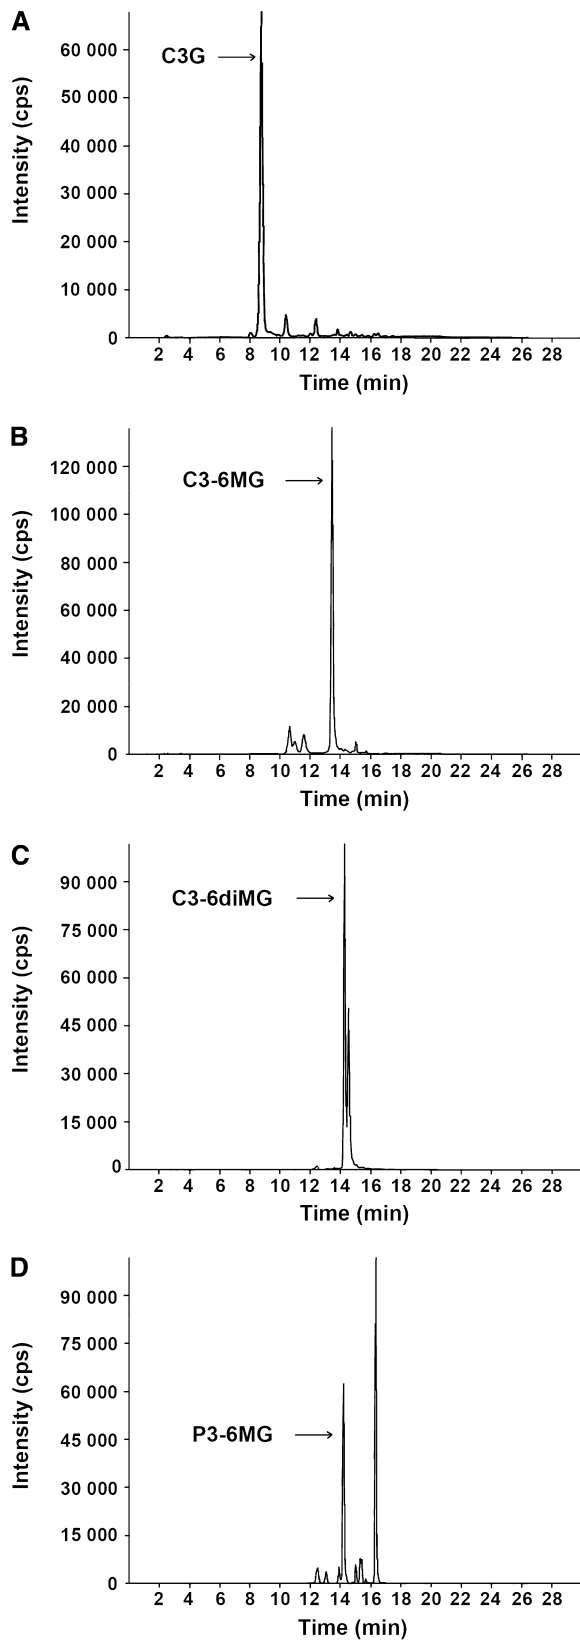 A
C3G
Intensity (cps)
60 000
50 000
40 000
30 000
20 000
10 000
0
2 4 6 8 10 12 14 16 18 20 22 24 26 28
Time (min)
B
C3-6MG
Intensity (cps)
120 000
100 000
80 000
60 000
40 000
20 000
0
2 4 6 8 10 12 14 16 18 20 22 24 26 28
Time (min)
C
C3-6diMG
Intensity (cps)
90 000
75 000
60 000
45 000
30 000
15 000
0
2 4 6 8 10 12 14 16 18 20 22 24 26 28
Time (min)
D
P3-6MG
Intensity (cps)
90 000
75 000
60 000
45 000
30 000
15 000
0
2 4 6 8 10 12 14 16 18 20 22 24 26 28
Time (min)